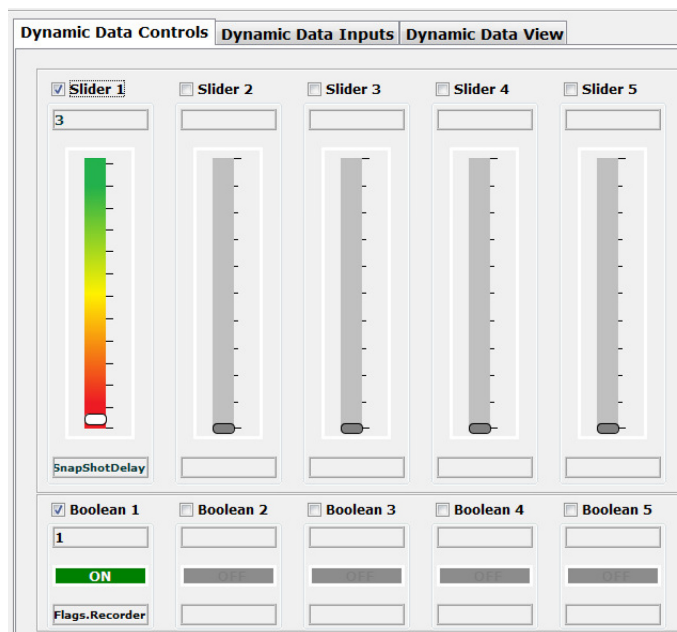 Dynamic Data Controls Dynamic Data Inputs Dynamic Data View
Slider 1 Slider 2 Slider 3 Slider 4 Slider 5
3
SnapShotDelay
Boolean 1 Boolean 2 Boolean 3 Boolean 4 Boolean 5
1
ON OFF OFF OFF OFF
Flags.Recorder